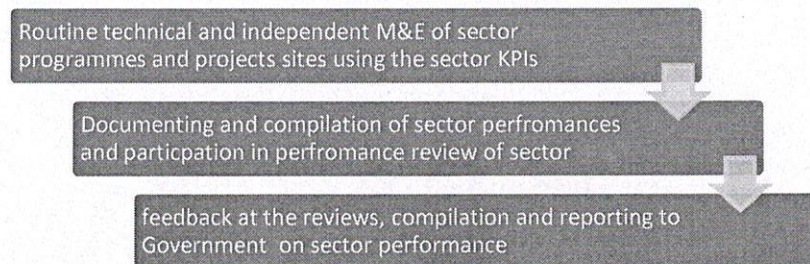 Routine technical and independent M&E of sector
programmes and projects sites using the sector KPIs
Documenting and compilation of sector perfromances
and particpation in perfromance review of sector
feedback at the reviews, compilation and reporting to
Government on sector performance